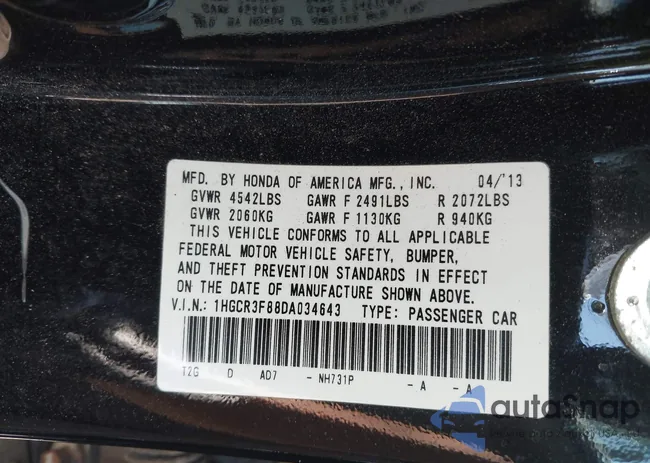 MFD. BY HONDA OF AMERICA MFG., INC. 04/'13
GVWR 4542LBS GAWR F 2491LBS R 2072LBS
GVWR 2060KG GAWR F 1130KG R 940KG
THIS VEHICLE CONFORMS TO ALL APPLICABLE
FEDERAL MOTOR VEHICLE SAFETY, BUMPER,
AND THEFT PREVENTION STANDARDS IN EFFECT
ON THE DATE OF MANUFACTURE SHOWN ABOVE.
V.I.N.: 1HGCR3F88DA034643 TYPE: PASSENGER CAR
T2G D AD7 - NH731P - A - A
autoSnap